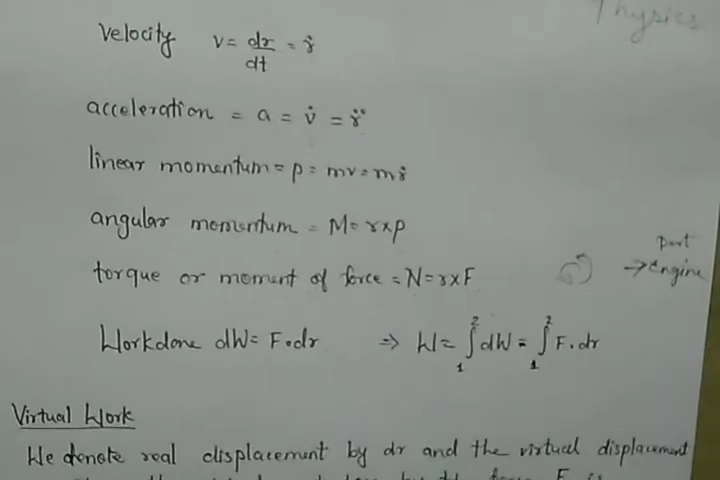 Physics
velocity v = dr/dt = ṙ
acceleration = a = v̇ = r̈
linear momentum = p = mv = mṙ
angular momentum = M = r×p
part
→ engine
torque or moment of force = N = r×F
Workdone dW = F.dr ⇒ W = ∫₁² dW = ∫₁² F.dr
Virtual Work
We denote real displacement by dr and the virtual displacement